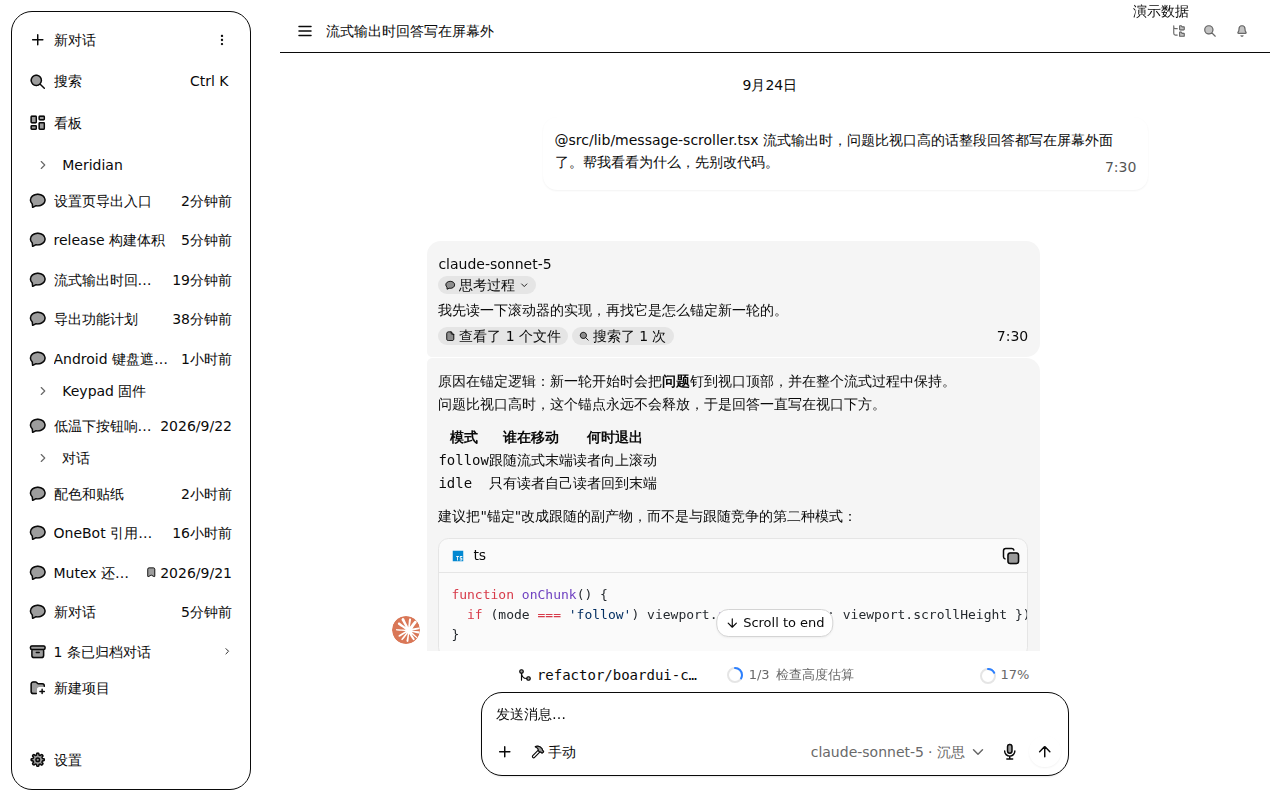 新对话
搜索 Ctrl K
看板
Meridian
设置页导出入口 2分钟前
release 构建体积 5分钟前
流式输出时回… 19分钟前
导出功能计划 38分钟前
Android 键盘遮… 1小时前
Keypad 固件
低温下按钮响… 2026/9/22
对话
配色和贴纸 2小时前
OneBot 引用… 16小时前
Mutex 还… 2026/9/21
新对话 5分钟前
1 条已归档对话
新建项目
设置
演示数据
流式输出时回答写在屏幕外
9月24日
@src/lib/message-scroller.tsx 流式输出时，问题比视口高的话整段回答都写在屏幕外面
了。帮我看看为什么，先别改代码。
7:30
claude-sonnet-5
思考过程
我先读一下滚动器的实现，再找它是怎么锚定新一轮的。
查看了 1 个文件 搜索了 1 次 7:30
原因在锚定逻辑：新一轮开始时会把问题钉到视口顶部，并在整个流式过程中保持。
问题比视口高时，这个锚点永远不会释放，于是回答一直写在视口下方。
模式 谁在移动 何时退出
follow 跟随流式末端 读者向上滚动
idle 只有读者自己 读者回到末端
建议把"锚定"改成跟随的副产物，而不是与跟随竞争的第二种模式：
ts
function onChunk() {
if (mode === 'follow') viewport. : viewport.scrollHeight })
}
Scroll to end
refactor/boardui-c… 1/3 检查高度估算 17%
发送消息…
手动 claude-sonnet-5 · 沉思